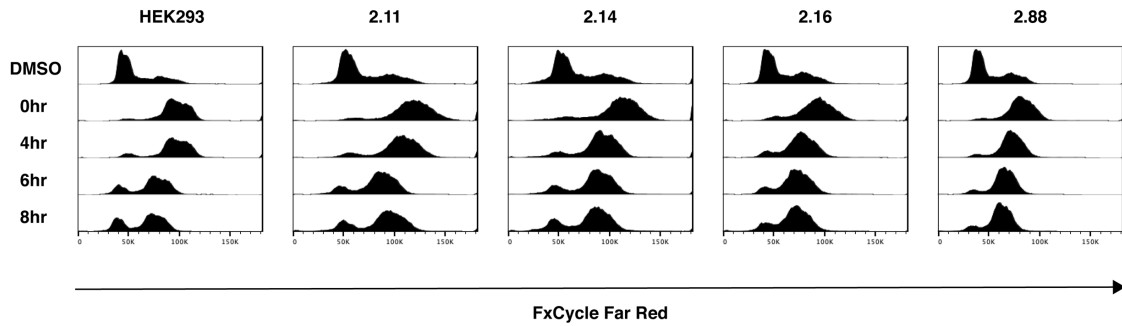 HEK293 2.11 2.14 2.16 2.88
DMSO
0hr
4hr
6hr
8hr
0 50K 100K 150K 0 50K 100K 150K 0 50K 100K 150K 0 50K 100K 150K 0 50K 100K 150K
FxCycle Far Red